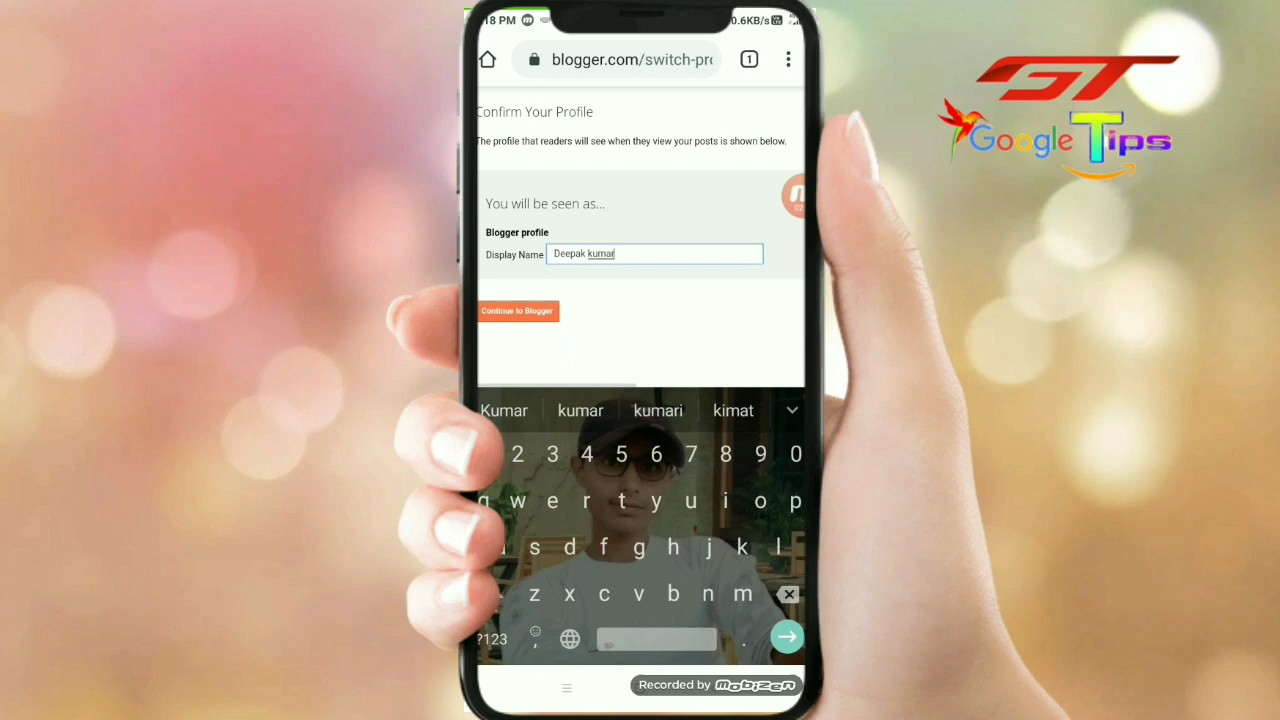 18 PM
0.6KB/s
blogger.com/switch-pro
1
Confirm Your Profile
The profile that readers will see when they view your posts is shown below.
You will be seen as...
Blogger profile
Display Name Deepak kumar
Continue to Blogger
Kumar kumar kumari kimat
2 3 4 5 6 7 8 9 0
q w e r t y u i o p
s d f g h j k l
z x c v b n m
?123 , .
Recorded by mobizen
GT
Google Tips